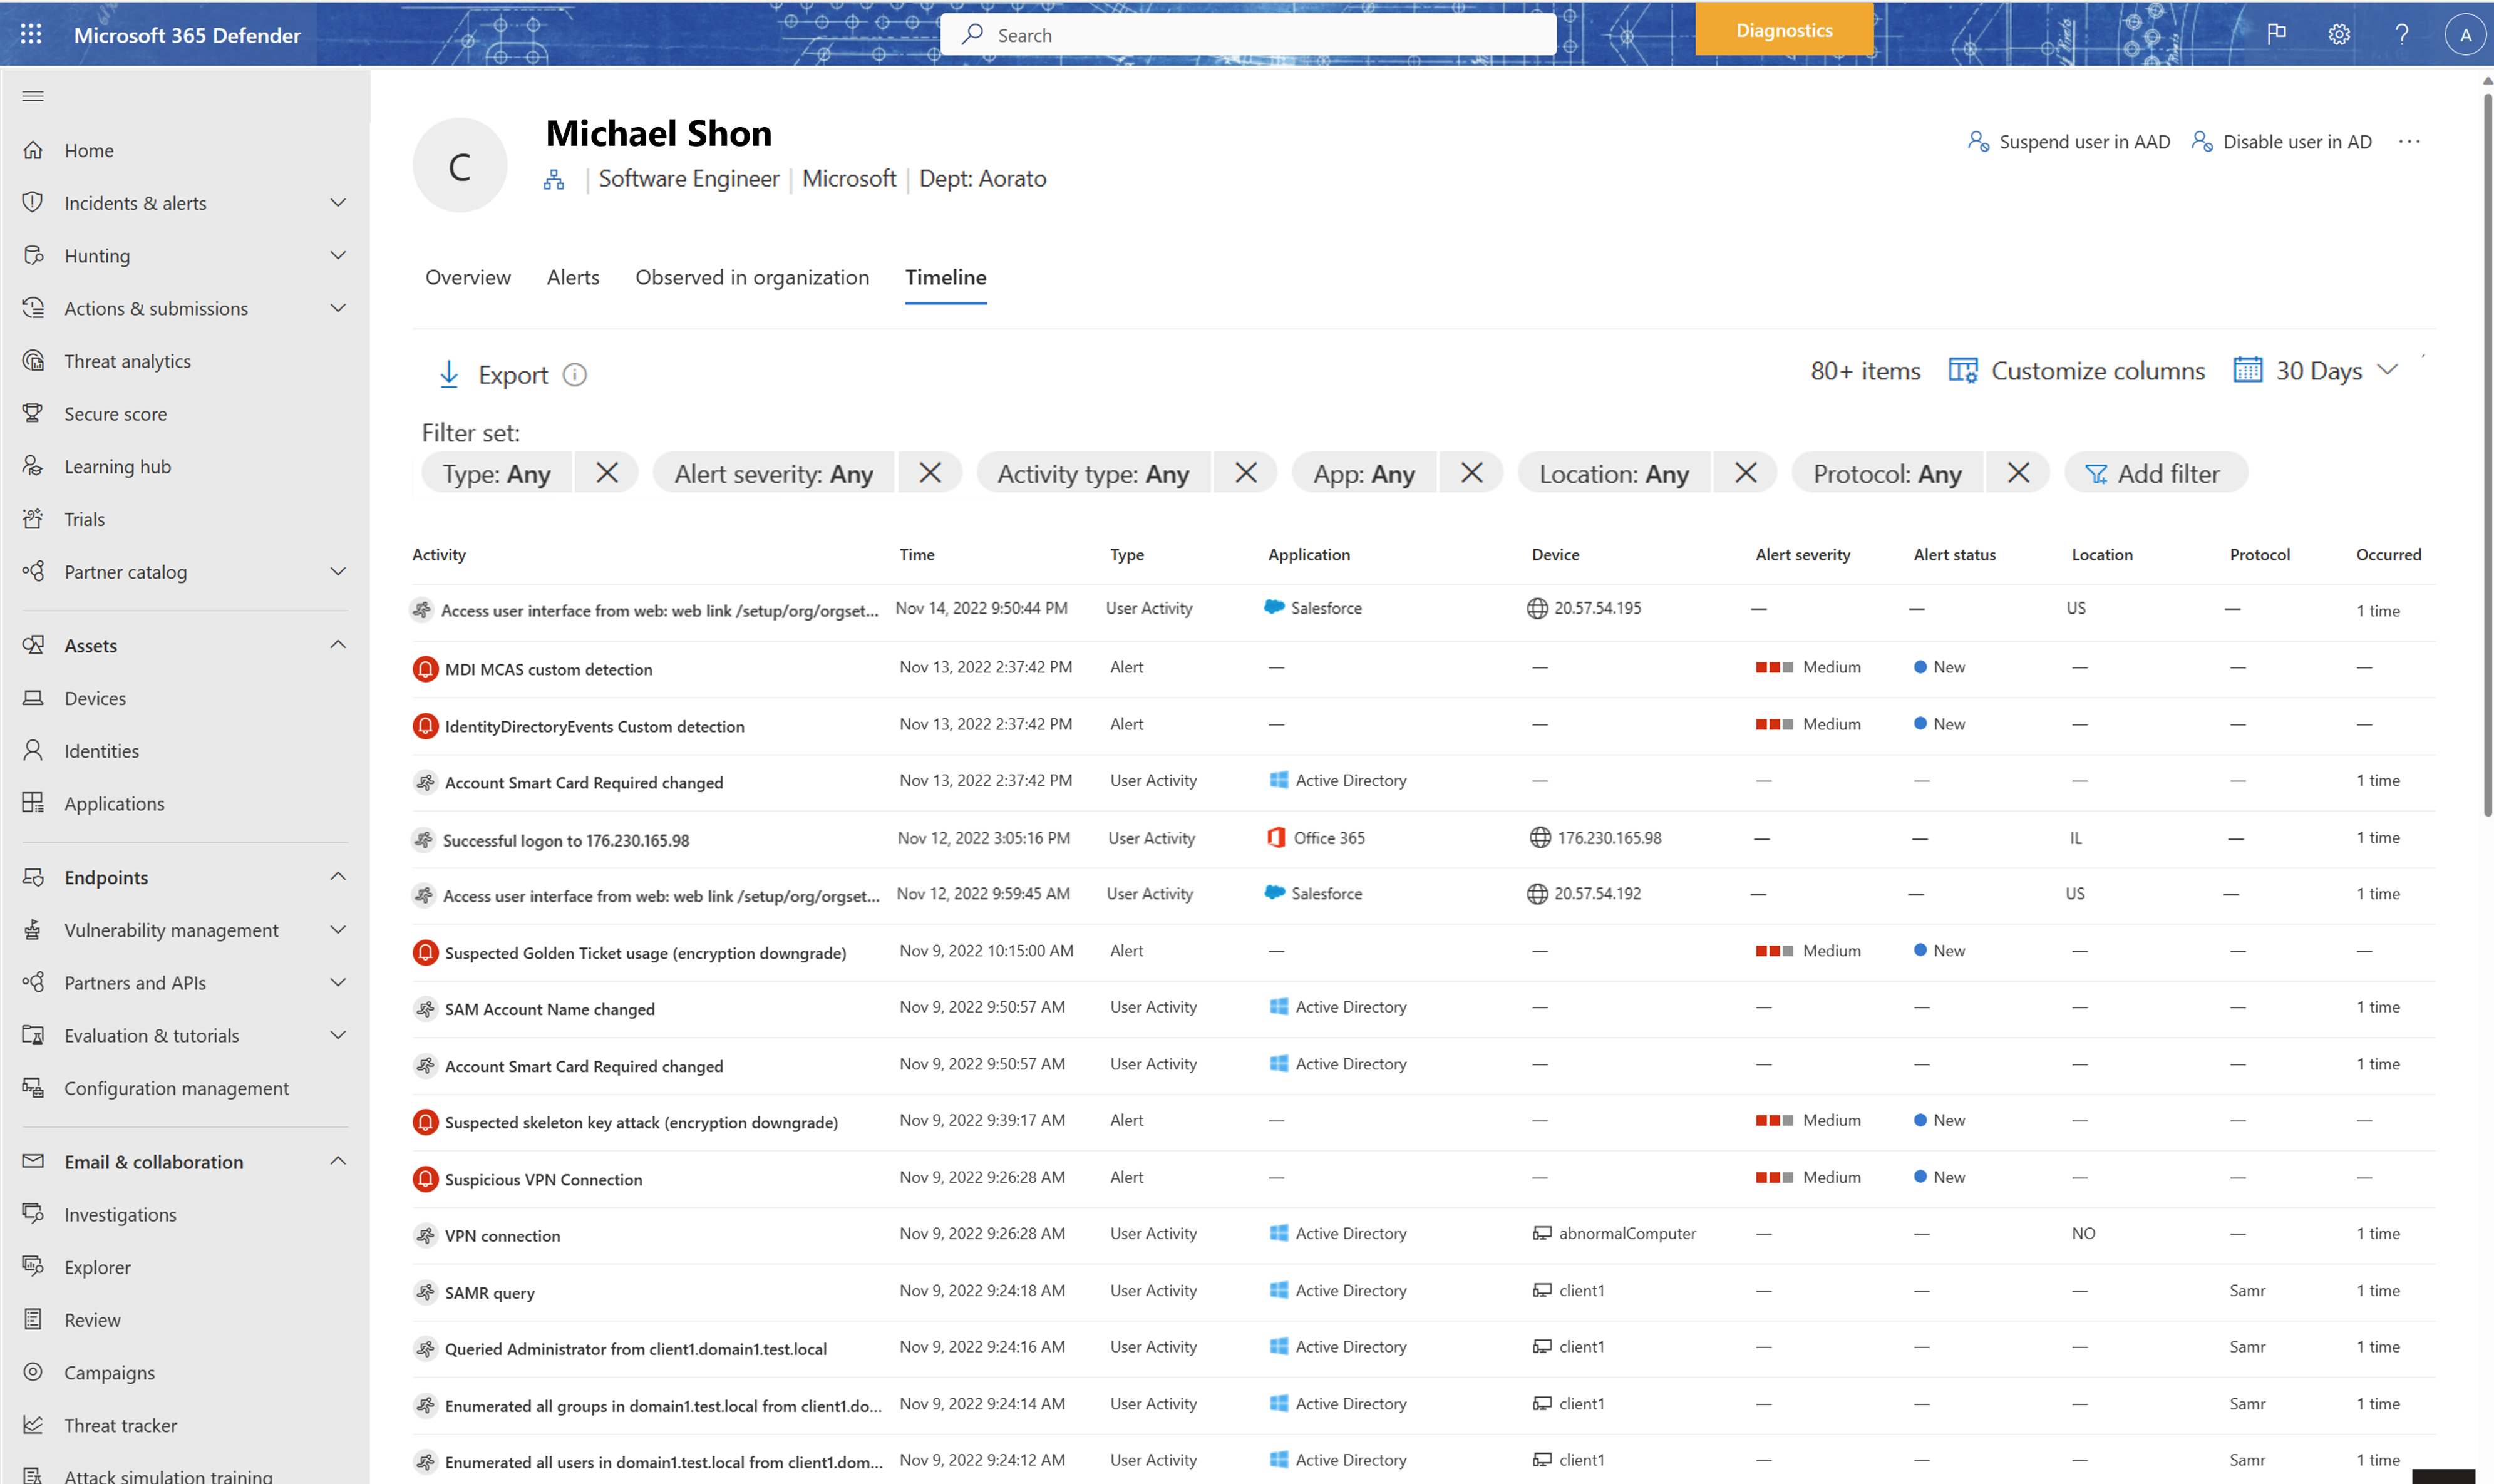 Microsoft 365 Defender
Search
Diagnostics
A
Home
Incidents & alerts
Hunting
Actions & submissions
Threat analytics
Secure score
Learning hub
Trials
Partner catalog
Assets
Devices
Identities
Applications
Endpoints
Vulnerability management
Partners and APIs
Evaluation & tutorials
Configuration management
Email & collaboration
Investigations
Explorer
Review
Campaigns
Threat tracker
Attack simulation training
C
Michael Shon
Software Engineer | Microsoft | Dept: Aorato
Suspend user in AAD Disable user in AD ...
Overview Alerts Observed in organization Timeline
Export 80+ items Customize columns 30 Days
Filter set:
Type: Any Alert severity: Any Activity type: Any App: Any Location: Any Protocol: Any Add filter
Activity Time Type Application Device Alert severity Alert status Location Protocol Occurred
Access user interface from web: web link /setup/org/orgset... Nov 14, 2022 9:50:44 PM User Activity Salesforce 20.57.54.195 — — US — 1 time
MDI MCAS custom detection Nov 13, 2022 2:37:42 PM Alert — — Medium New — — —
IdentityDirectoryEvents Custom detection Nov 13, 2022 2:37:42 PM Alert — — Medium New — — —
Account Smart Card Required changed Nov 13, 2022 2:37:42 PM User Activity Active Directory — — — — — 1 time
Successful logon to 176.230.165.98 Nov 12, 2022 3:05:16 PM User Activity Office 365 176.230.165.98 — — IL — 1 time
Access user interface from web: web link /setup/org/orgset... Nov 12, 2022 9:59:45 AM User Activity Salesforce 20.57.54.192 — — US — 1 time
Suspected Golden Ticket usage (encryption downgrade) Nov 9, 2022 10:15:00 AM Alert — — Medium New — — —
SAM Account Name changed Nov 9, 2022 9:50:57 AM User Activity Active Directory — — — — — 1 time
Account Smart Card Required changed Nov 9, 2022 9:50:57 AM User Activity Active Directory — — — — — 1 time
Suspected skeleton key attack (encryption downgrade) Nov 9, 2022 9:39:17 AM Alert — — Medium New — — —
Suspicious VPN Connection Nov 9, 2022 9:26:28 AM Alert — — Medium New — — —
VPN connection Nov 9, 2022 9:26:28 AM User Activity Active Directory abnormalComputer — — NO — 1 time
SAMR query Nov 9, 2022 9:24:18 AM User Activity Active Directory client1 — — — Samr 1 time
Queried Administrator from client1.domain1.test.local Nov 9, 2022 9:24:16 AM User Activity Active Directory client1 — — — Samr 1 time
Enumerated all groups in domain1.test.local from client1.do... Nov 9, 2022 9:24:14 AM User Activity Active Directory client1 — — — Samr 1 time
Enumerated all users in domain1.test.local from client1.dom... Nov 9, 2022 9:24:12 AM User Activity Active Directory client1 — — — Samr 1 time